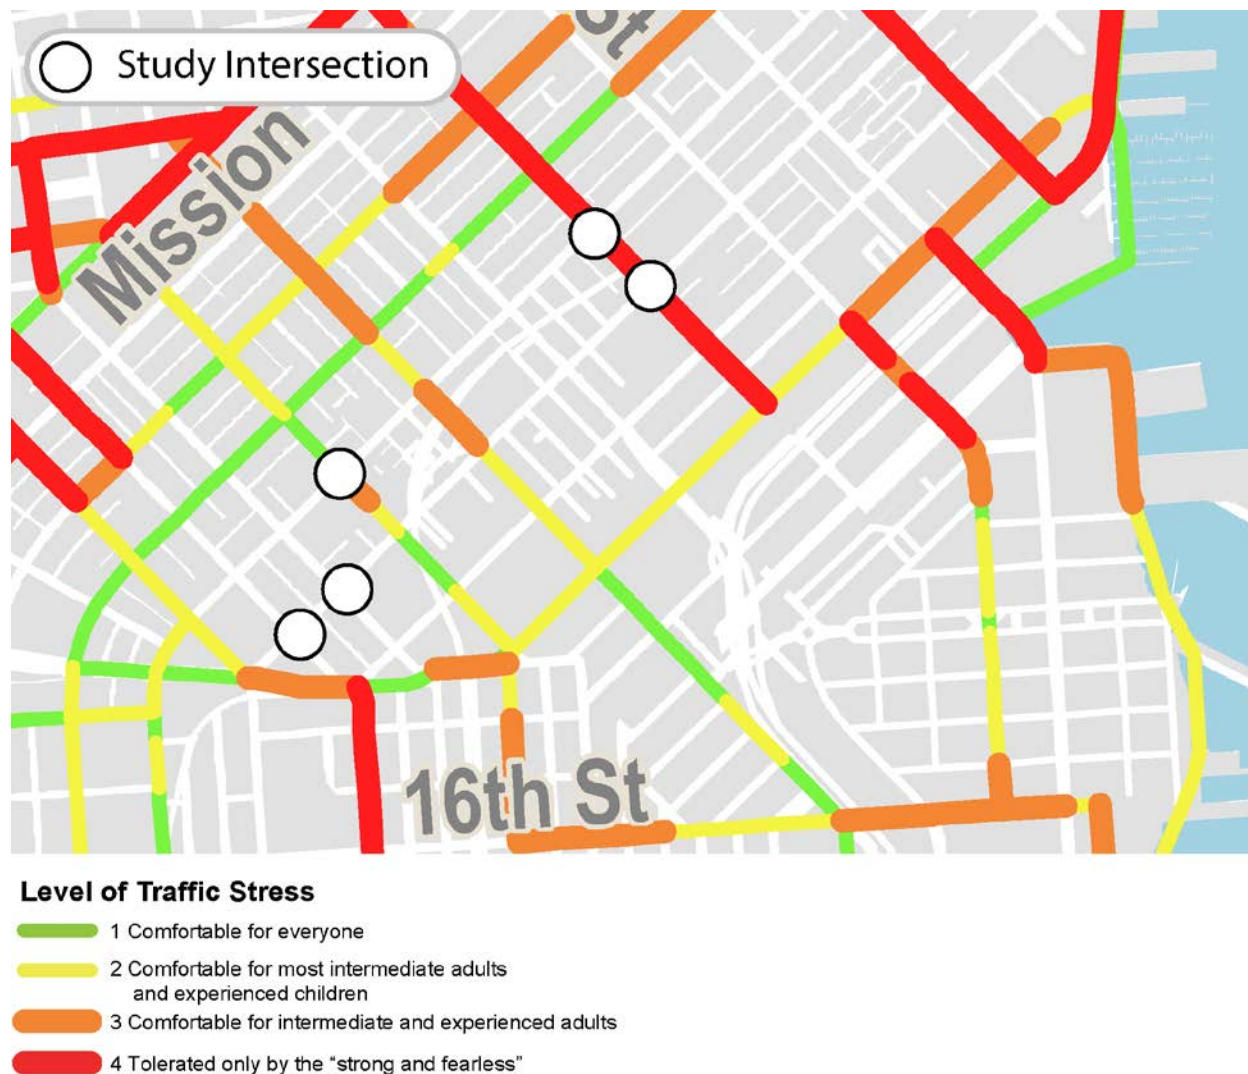 St
Study Intersection
Mission
16th St
Level of Traffic Stress
1 Comfortable for everyone
2 Comfortable for most intermediate adults
and experienced children
3 Comfortable for intermediate and experienced adults
4 Tolerated only by the “strong and fearless”